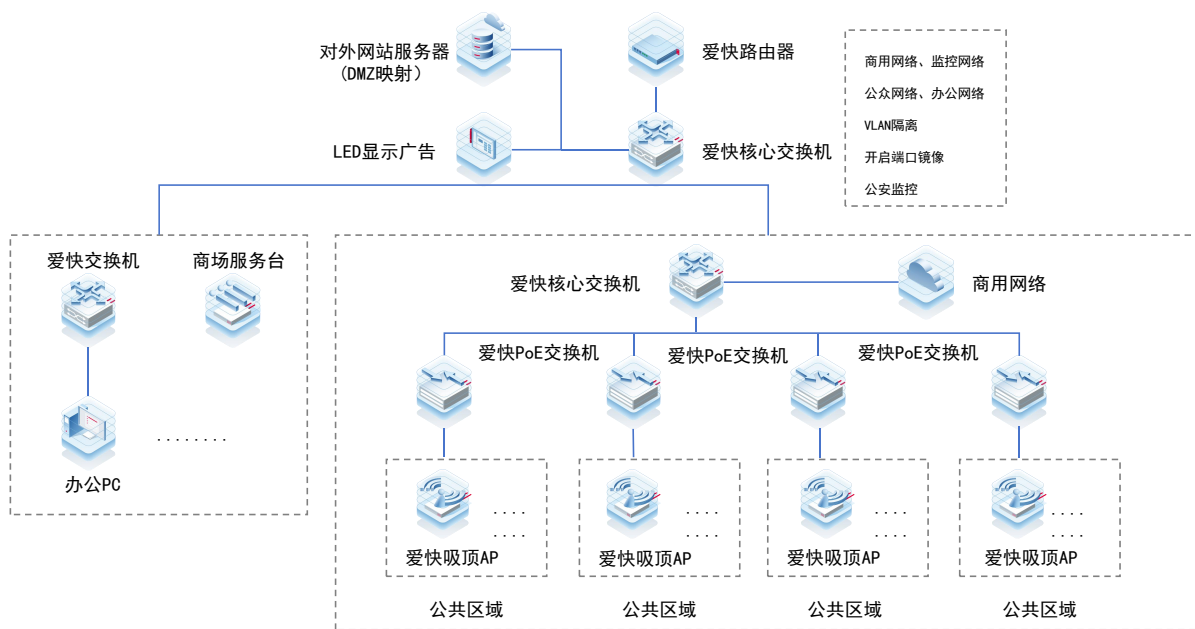 对外网站服务器
(DMZ映射)
爱快路由器
LED显示广告
爱快核心交换机
商用网络、监控网络
公众网络、办公网络
VLAN隔离
开启端口镜像
公安监控
爱快交换机
商场服务台
办公PC
........
爱快核心交换机
商用网络
爱快PoE交换机
爱快PoE交换机
爱快PoE交换机
....
....
爱快吸顶AP
....
....
爱快吸顶AP
....
....
爱快吸顶AP
....
....
爱快吸顶AP
公共区域
公共区域
公共区域
公共区域